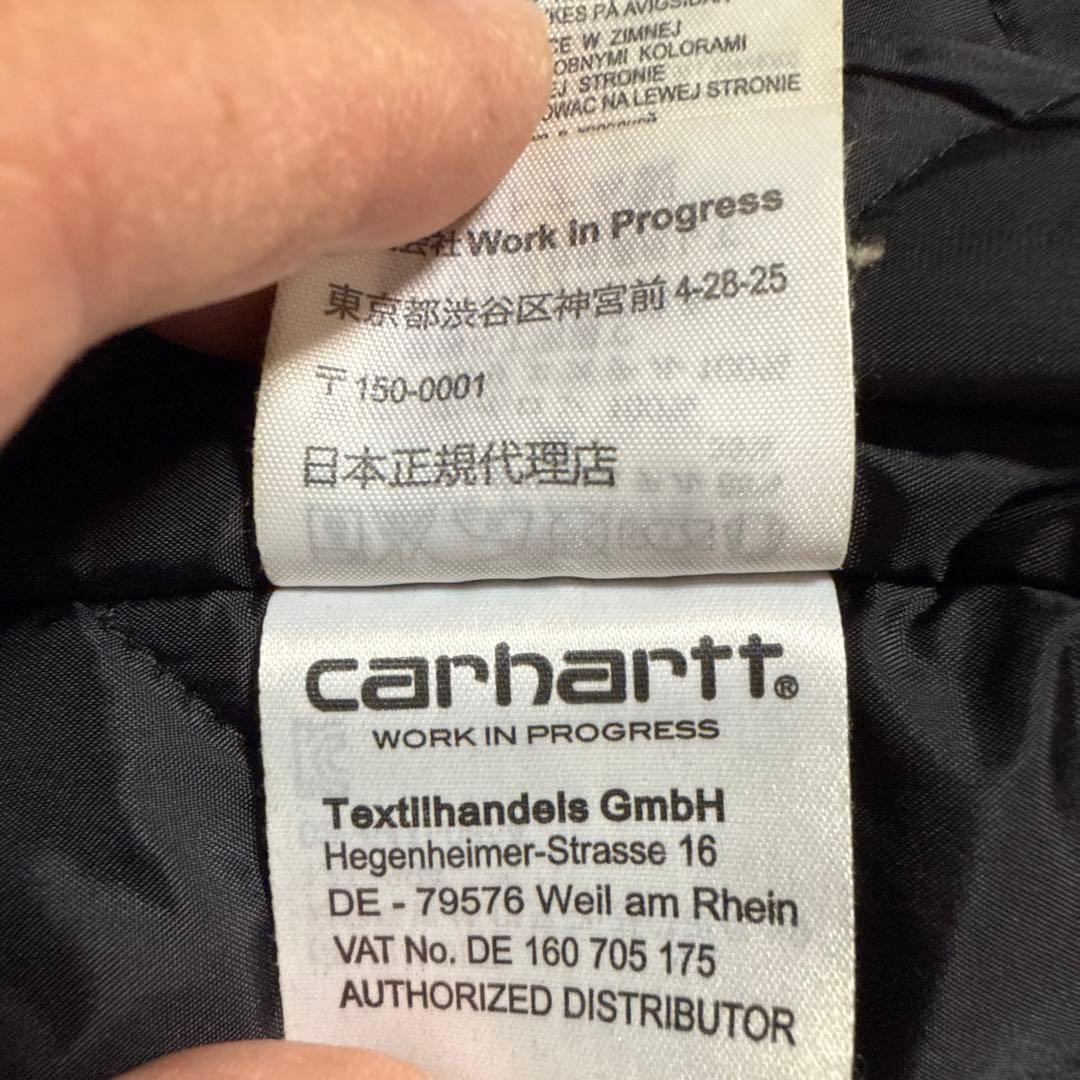 KES PÅ AVIGSIDAN
CE W ZIMNEJ
OBNYMI KOLORAMI
EJ STRONIE
OWAC NA LEWEJ STRONIE
会社Work in Progress
東京都渋谷区神宮前 4-28-25
〒150-0001
日本正規代理店
carhartt®
WORK IN PROGRESS
Textilhandels GmbH
Hegenheimer-Strasse 16
DE - 79576 Weil am Rhein
VAT No. DE 160 705 175
AUTHORIZED DISTRIBUTOR